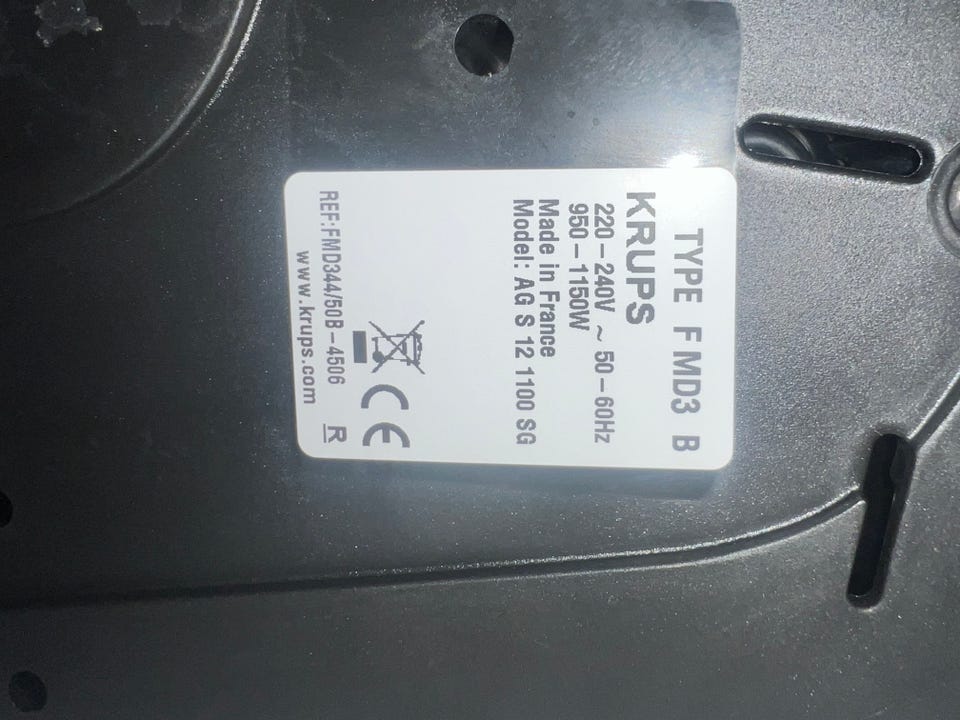 TYPE F MD3 B
KRUPS
220-240V ~ 50-60Hz
950-1150W
Made in France
Model: AG S 12 1100 SG
CE
REF:FMD344/50B-4506 R
www.krups.com